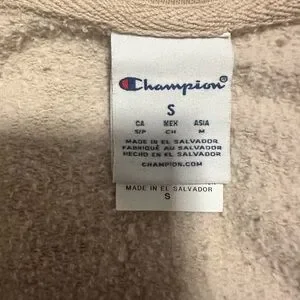 Champion®
S
CA MEX ASIA
S/P CH M
MADE IN EL SALVADOR
FABRIQUÉ AU SALVADOR
HECHO EN EL SALVADOR
CHAMPION.COM
MADE IN EL SALVADOR
S